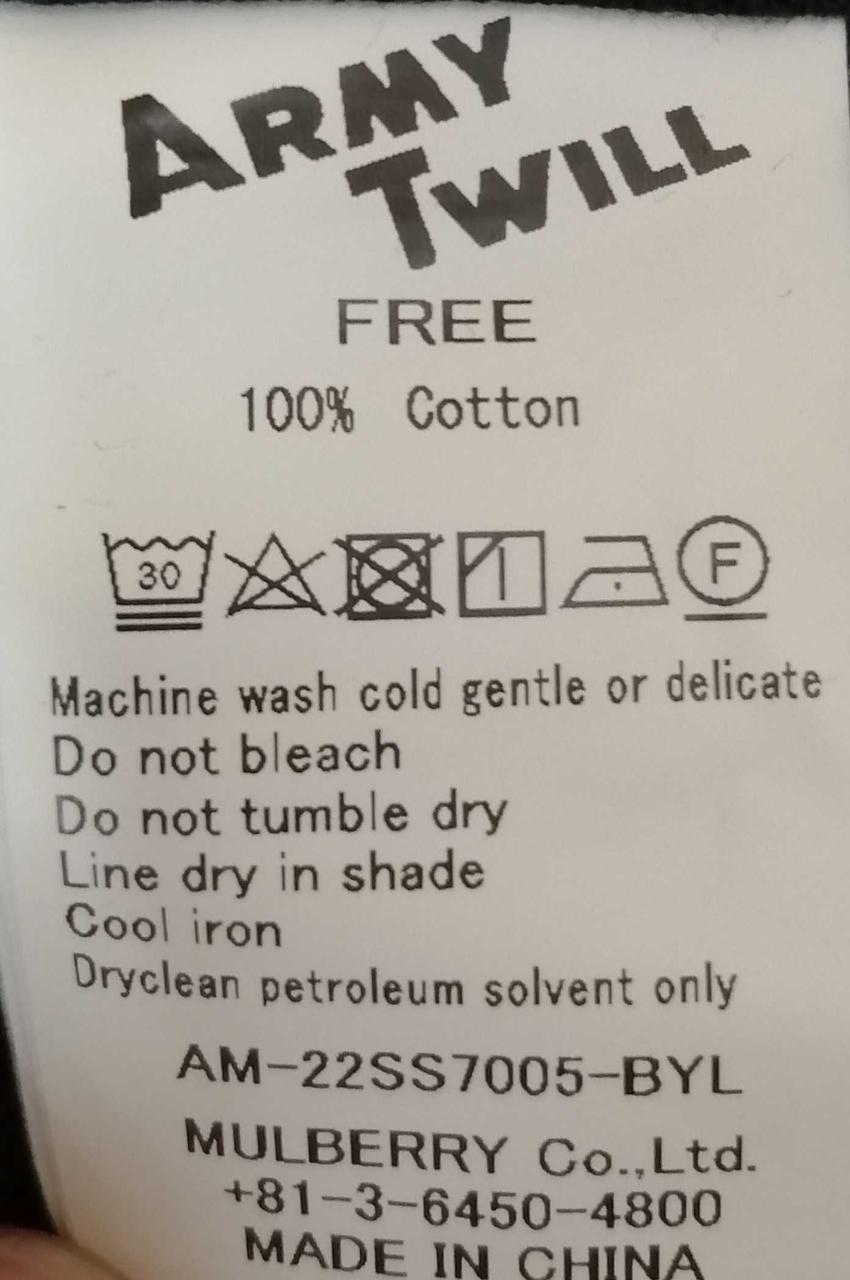 ARMY
TWILL
FREE
100% Cotton
30
F
Machine wash cold gentle or delicate
Do not bleach
Do not tumble dry
Line dry in shade
Cool iron
Dryclean petroleum solvent only
AM-22SS7005-BYL
MULBERRY Co.,Ltd.
+81-3-6450-4800
MADE IN CHINA